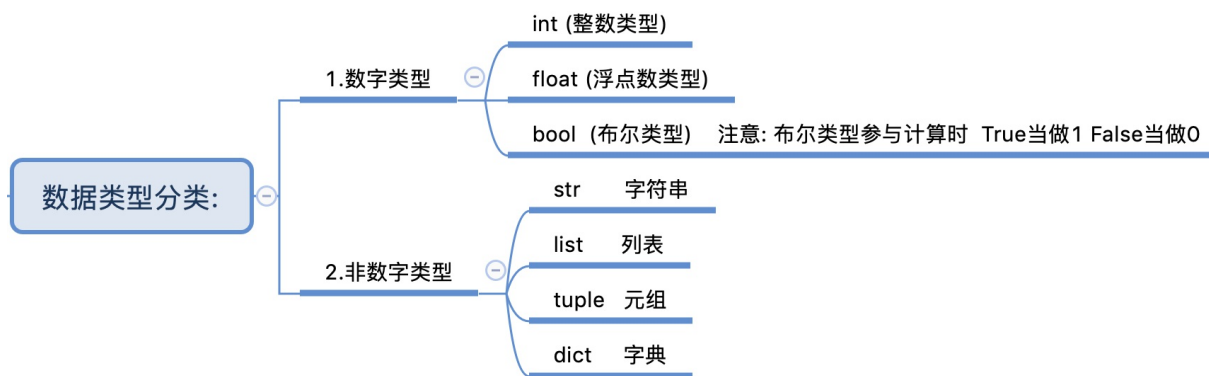 数据类型分类:
1.数字类型
int (整数类型)
float (浮点数类型)
bool (布尔类型) 注意: 布尔类型参与计算时 True当做1 False当做0
2.非数字类型
str 字符串
list 列表
tuple 元组
dict 字典